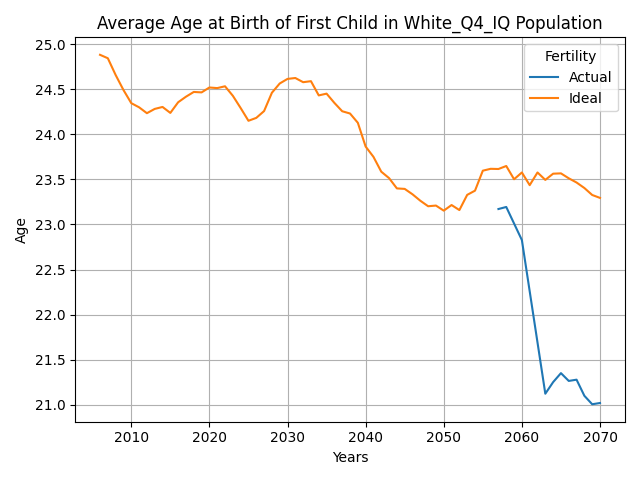 Average Age at Birth of First Child in White_Q4_IQ Population
Fertility
Actual
Ideal
25.0
24.5
24.0
23.5
23.0
22.5
22.0
21.5
21.0
Age
2010
2020
2030
2040
2050
2060
2070
Years